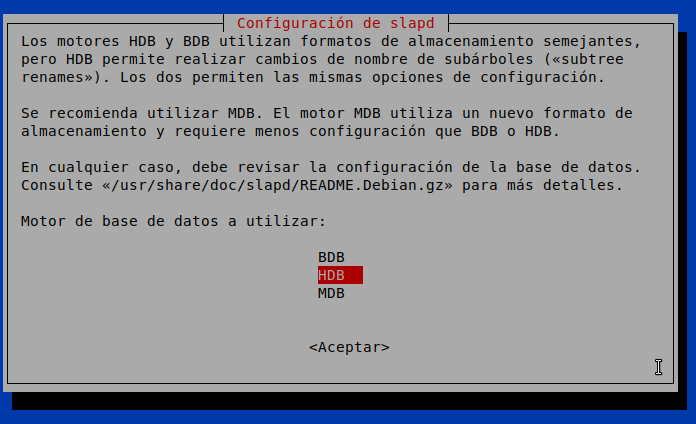 Configuración de slapd
Los motores HDB y BDB utilizan formatos de almacenamiento semejantes,
pero HDB permite realizar cambios de nombre de subárboles («subtree
renames»). Los dos permiten las mismas opciones de configuración.
Se recomienda utilizar MDB. El motor MDB utiliza un nuevo formato de
almacenamiento y requiere menos configuración que BDB o HDB.
En cualquier caso, debe revisar la configuración de la base de datos.
Consulte «/usr/share/doc/slapd/README.Debian.gz» para más detalles.
Motor de base de datos a utilizar:
BDB
HDB
MDB
<Aceptar>